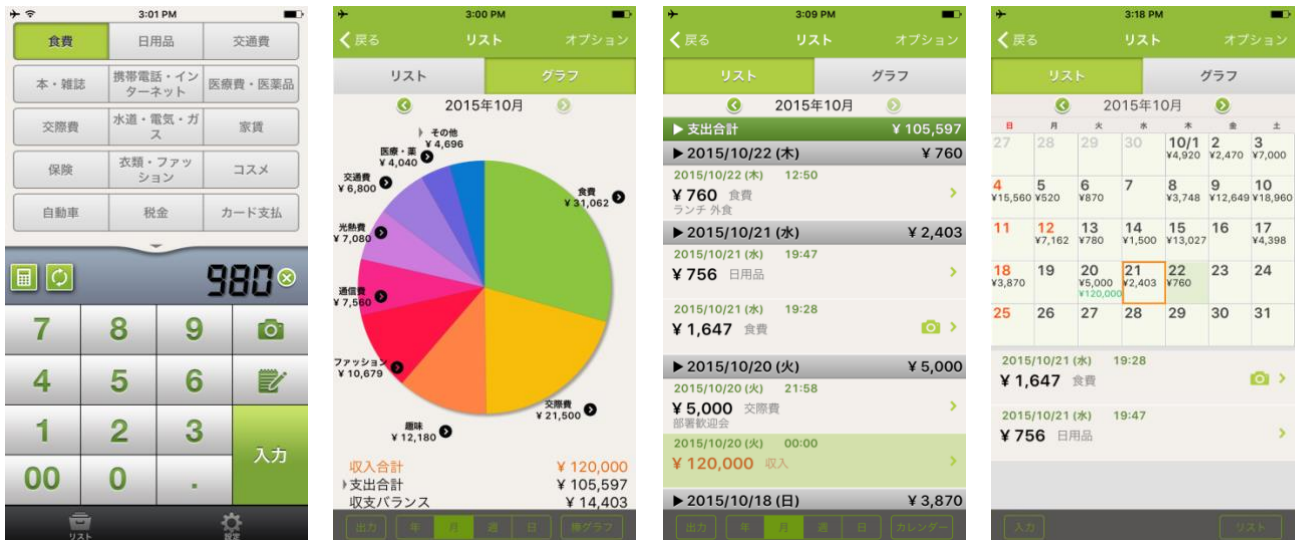 3:01 PM
食費 日用品 交通費
本・雑誌 携帯電話・イン
ターネット 医療費・医薬品
交際費 水道・電気・ガ
ス 家賃
保険 衣類・ファッ
ション コスメ
自動車 税金 カード支払
980
7 8 9
4 5 6
1 2 3
入力
00 0 .
リスト 設定
3:00 PM
戻る リスト オプション
リスト グラフ
2015年10月
その他
¥ 4,696
医療・薬
¥ 4,040
交通費
¥ 6,800
食費
¥ 31,062
光熱費
¥ 7,080
通信費
¥ 7,560
ファッション
¥ 10,679
交際費
¥ 21,500
趣味
¥ 12,180
収入合計 ¥ 120,000
支出合計 ¥ 105,597
収支バランス ¥ 14,403
出力 年 月 週 日 棒グラフ
3:09 PM
戻る リスト オプション
リスト グラフ
2015年10月
▶ 支出合計 ¥ 105,597
▶ 2015/10/22 (木) ¥ 760
2015/10/22 (木) 12:50
¥ 760 食費
ランチ 外食
▶ 2015/10/21 (水) ¥ 2,403
2015/10/21 (水) 19:47
¥ 756 日用品
2015/10/21 (水) 19:28
¥ 1,647 食費
▶ 2015/10/20 (火) ¥ 5,000
2015/10/20 (火) 21:58
¥ 5,000 交際費
部署歓迎会
2015/10/20 (火) 00:00
¥ 120,000 収入
▶ 2015/10/18 (日) ¥ 3,870
出力 年 月 週 日 カレンダー
3:18 PM
戻る リスト オプション
リスト グラフ
2015年10月
日 月 火 水 木 金 土
27 28 29 30 10/1 2 3
¥4,920 ¥2,470 ¥7,000
4 5 6 7 8 9 10
¥15,560 ¥520 ¥870 ¥3,748 ¥12,649 ¥18,960
11 12 13 14 15 16 17
¥7,162 ¥780 ¥1,500 ¥13,027 ¥4,398
18 19 20 21 22 23 24
¥3,870 ¥5,000 ¥2,403 ¥760
¥120,000
25 26 27 28 29 30 31
2015/10/21 (水) 19:28
¥ 1,647 食費
2015/10/21 (水) 19:47
¥ 756 日用品
入力 リスト